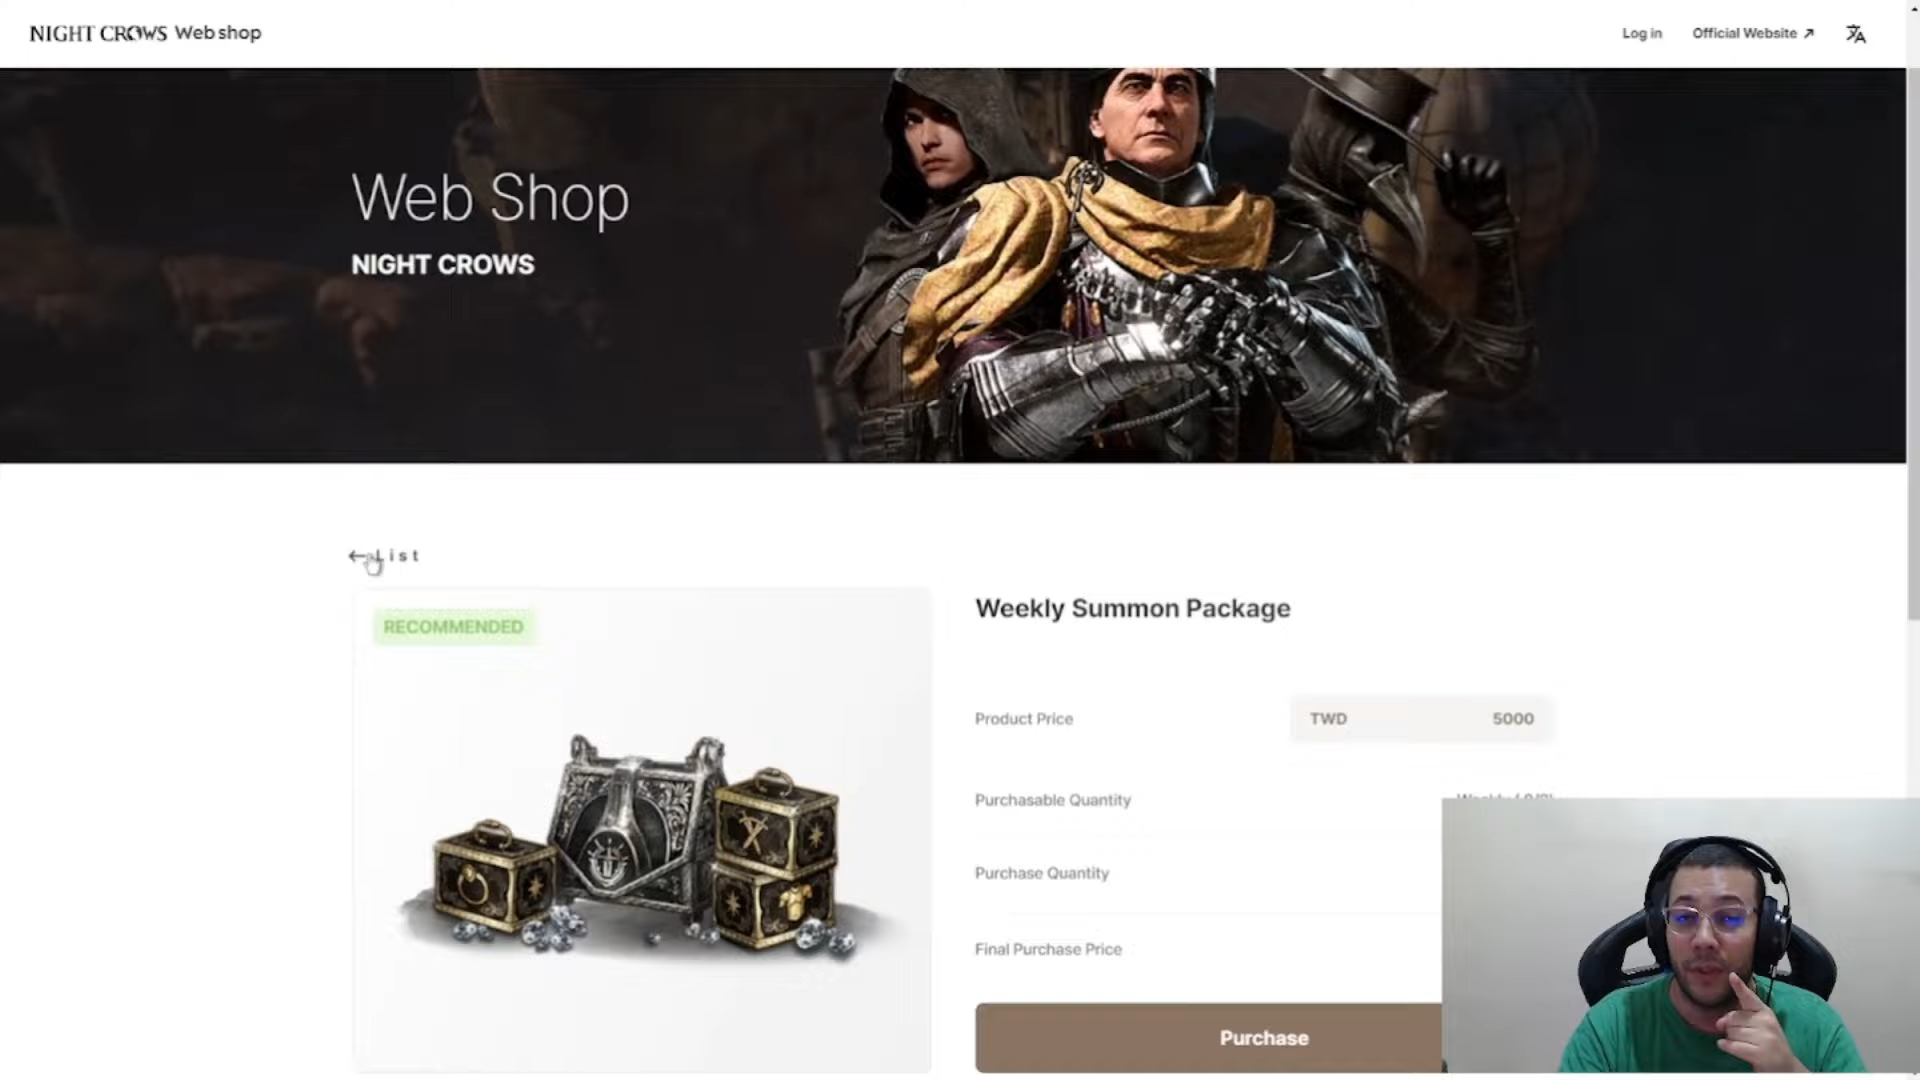 NIGHT CROWS Web shop
Log in
Official Website
Web Shop
NIGHT CROWS
List
RECOMMENDED
Weekly Summon Package
Product Price
TWD 5000
Purchasable Quantity
Purchase Quantity
Final Purchase Price
Purchase